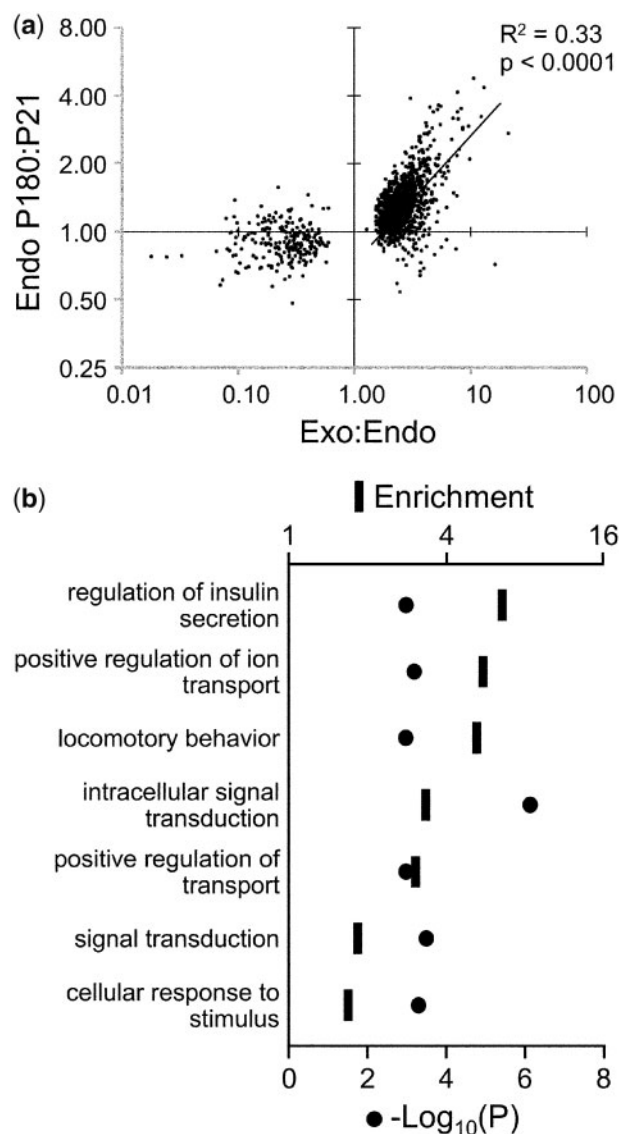 (a)
8.00
4.00
2.00
1.00
0.50
0.25
Endo P180:P21
R² = 0.33
p < 0.0001
0.01
0.10
1.00
10
100
Exo:Endo
(b)
Enrichment
1
4
16
regulation of insulin
secretion
positive regulation of ion
transport
locomotory behavior
intracellular signal
transduction
positive regulation of
transport
signal transduction
cellular response to
stimulus
0
2
4
6
8
-Log₁₀(P)